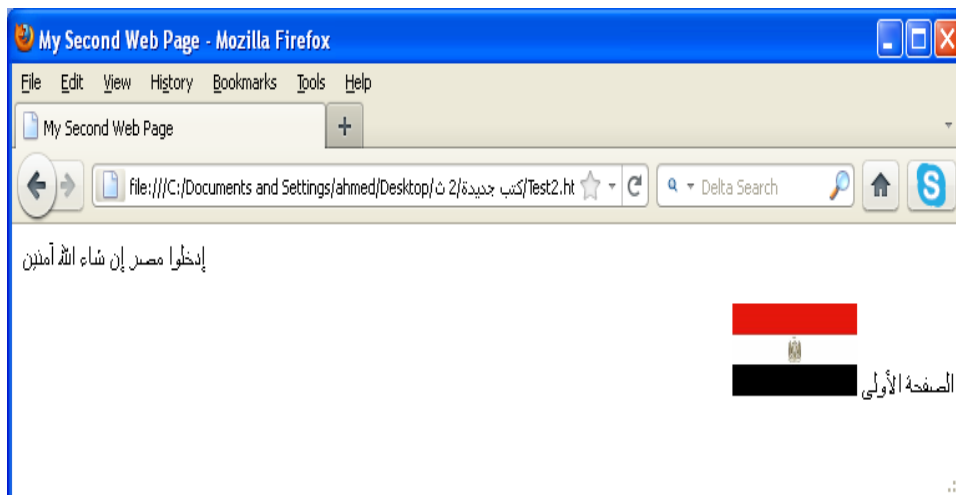 My Second Web Page - Mozilla Firefox
File Edit View History Bookmarks Tools Help
My Second Web Page
file:///C:/Documents and Settings/ahmed/Desktop/كتب جديدة/2 ث/Test2.ht
Delta Search
إدخلوا مصر إن شاء الله آمنين
الصفحة الأولى